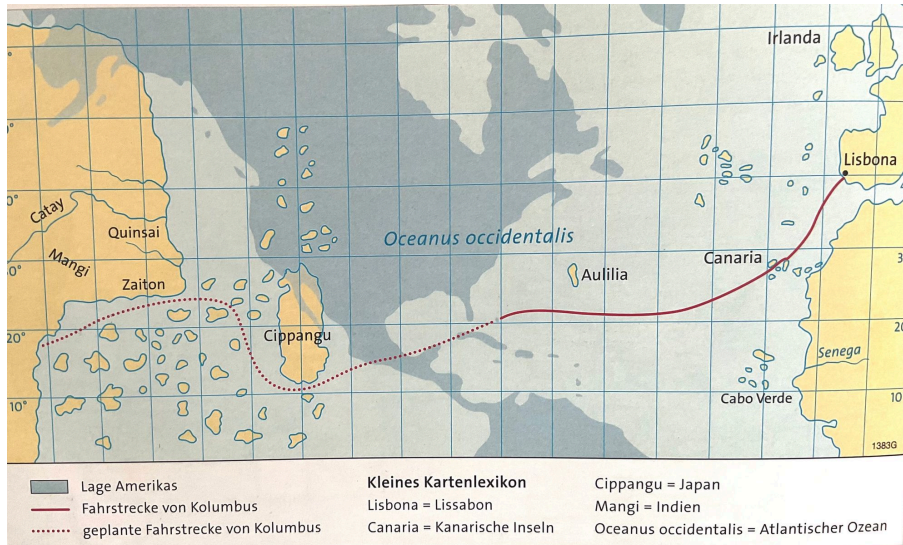 Irlanda
Lisbona
Catay
Quinsai
Mangi
Zaiton
Oceanus occidentalis
Canaria
Aulilia
Cippangu
20°
10°
Senega
Cabo Verde
20
10
1383G
Lage Amerikas
Fahrstrecke von Kolumbus
geplante Fahrstrecke von Kolumbus
Kleines Kartenlexikon
Lisbona = Lissabon
Canaria = Kanarische Inseln
Cippangu = Japan
Mangi = Indien
Oceanus occidentalis = Atlantischer Ozean